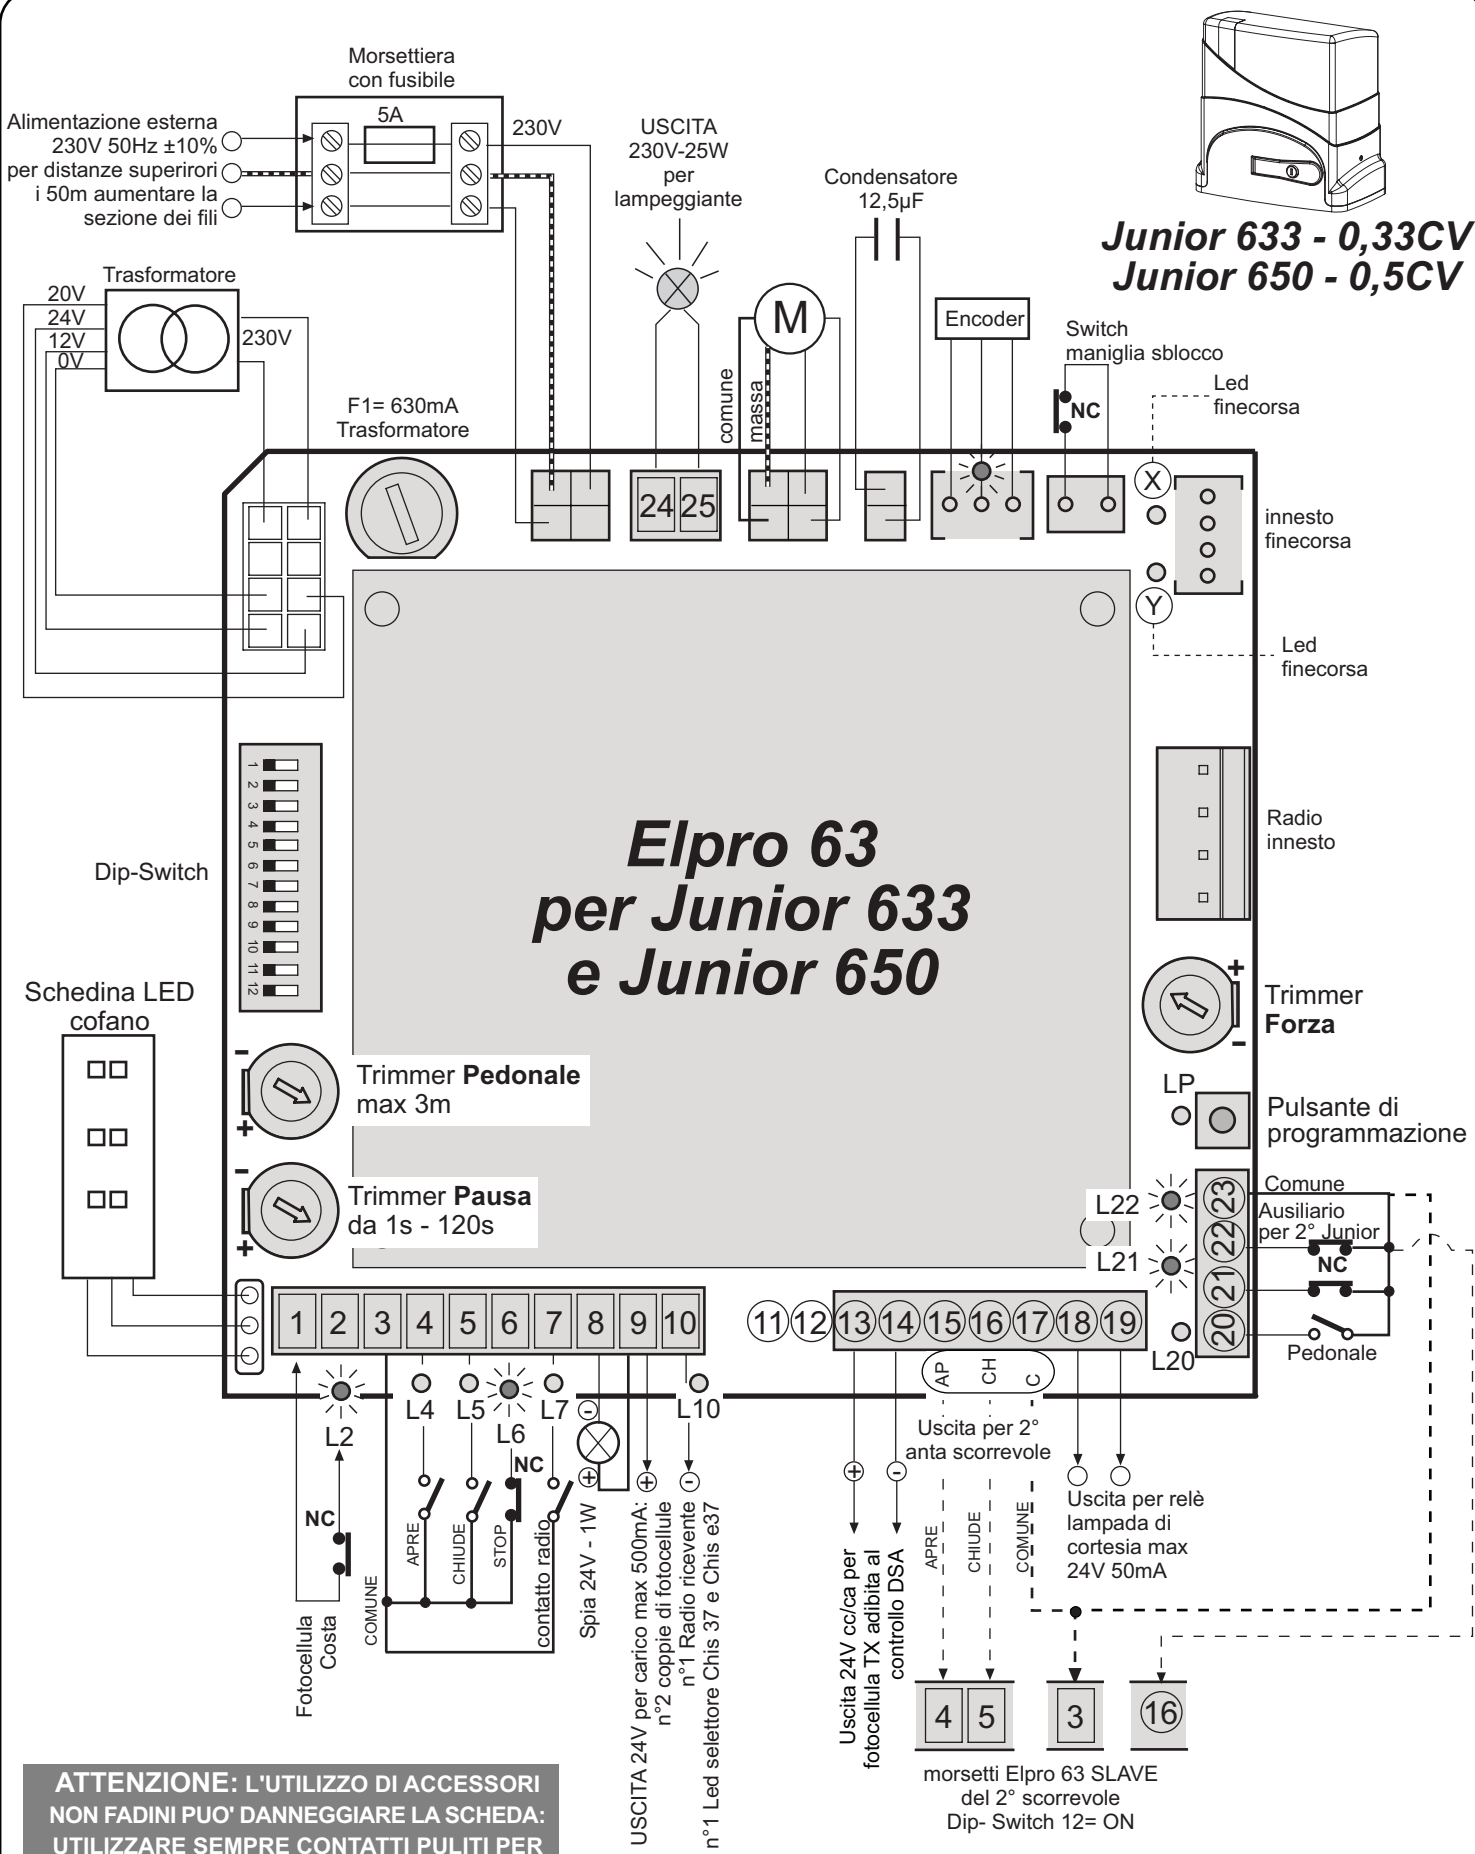 Morsettiera
con fusibile
5A
230V
Alimentazione esterna
230V 50Hz ±10%
per distanze superirori
i 50m aumentare la
sezione dei fili
USCITA
230V-25W
per
lampeggiante
Condensatore
12,5µF
Junior 633 - 0,33CV
Junior 650 - 0,5CV
Trasformatore
20V
24V
12V
0V
230V
F1= 630mA
Trasformatore
comune
massa
M
Encoder
Switch
maniglia sblocco
NC
Led
finecorsa
X
24 25
innesto
finecorsa
Y
Led
finecorsa
1
2
3
4
5
6
7
8
9
10
11
12
Dip-Switch
Elpro 63
per Junior 633
e Junior 650
Radio
innesto
Schedina LED
cofano
+
-
Trimmer
Forza
-
+
Trimmer Pedonale
max 3m
LP
Pulsante di
programmazione
-
+
Trimmer Pausa
da 1s - 120s
L22
L21
L20
23
22
21
20
Comune
Ausiliario
per 2° Junior
NC
Pedonale
1 2 3 4 5 6 7 8 9 10
11 12 13 14 15 16 17 18 19
L2
L4
L5
L6
L7
L10
AP
CH
C
Uscita per 2°
anta scorrevole
NC
NC
-
+
+
-
+
-
Fotocellula
Costa
COMUNE
APRE
CHIUDE
STOP
contatto radio
Spia 24V - 1W
USCITA 24V per carico max 500mA:
n°2 coppie di fotocellule
n°1 Radio ricevente
n°1 Led selettore Chis 37 e Chis e37
Uscita 24V cc/ca per
fotocellula TX adibita al
controllo DSA
APRE
CHIUDE
COMUNE
Uscita per relè
lampada di
cortesia max
24V 50mA
4 5
3
16
morsetti Elpro 63 SLAVE
del 2° scorrevole
Dip- Switch 12= ON
ATTENZIONE: L'UTILIZZO DI ACCESSORI
NON FADINI PUO' DANNEGGIARE LA SCHEDA:
UTILIZZARE SEMPRE CONTATTI PULITI PER